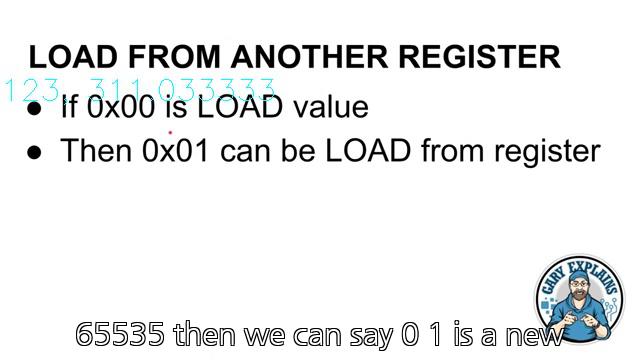 LOAD FROM ANOTHER REGISTER
123, 311.033333
● If 0x00 is LOAD value
● Then 0x01 can be LOAD from register
GARY EXPLAINS
65535 then we can say 0 1 is a new